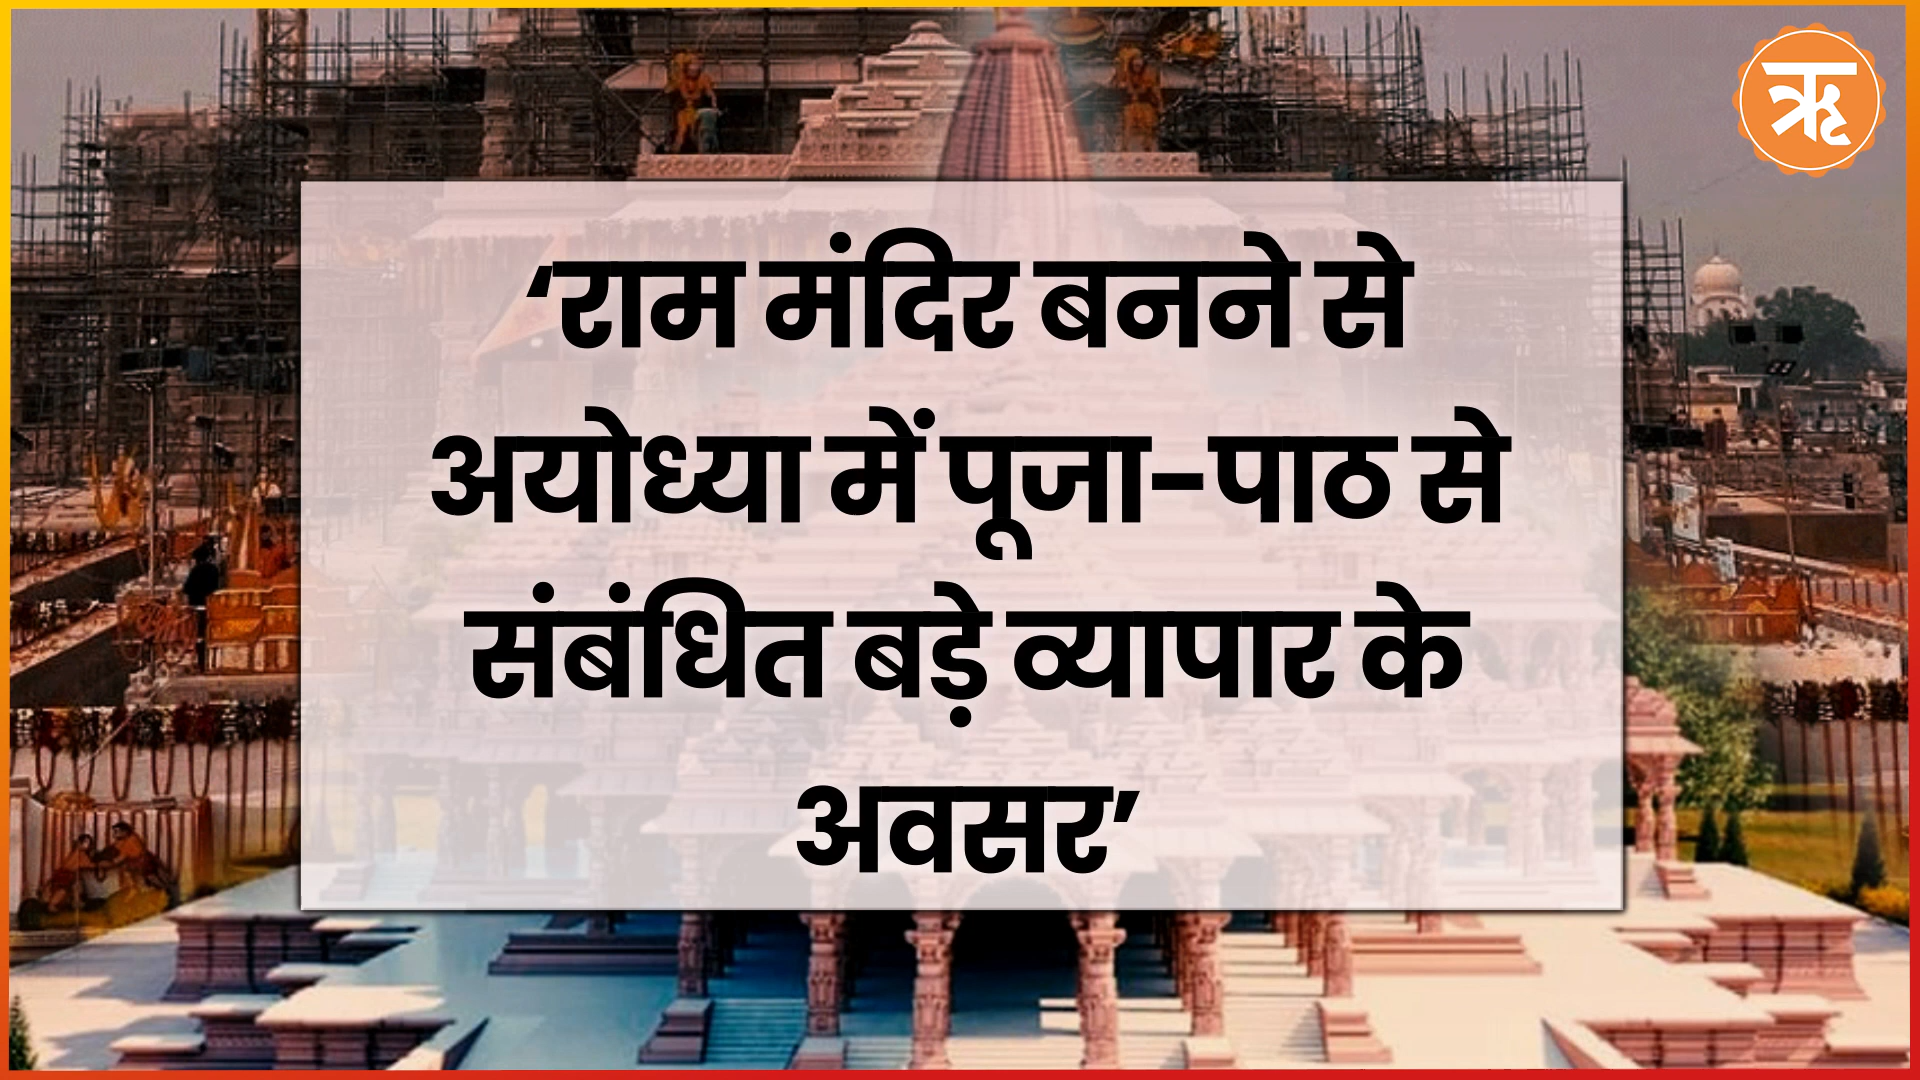 ऋ
‘राम मंदिर बनने से
अयोध्या में पूजा-पाठ से
संबंधित बड़े व्यापार के
अवसर’